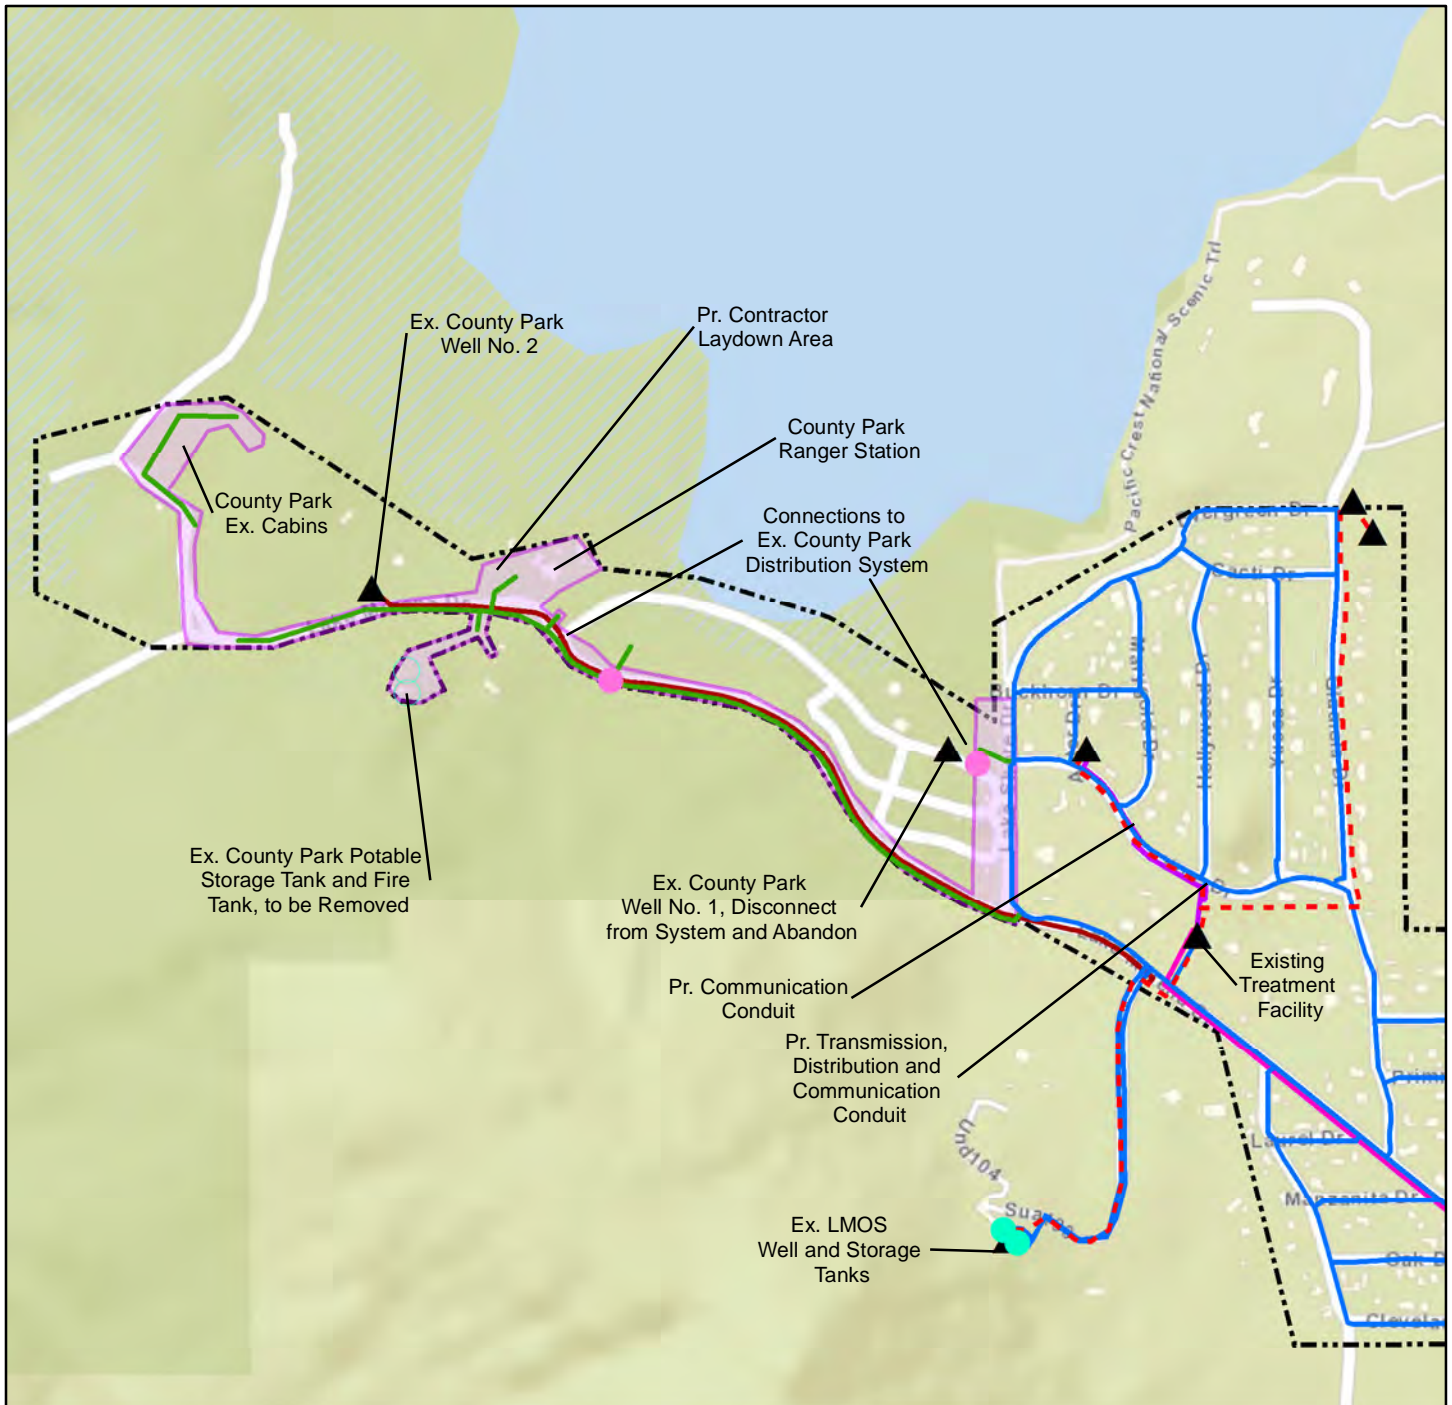 Ex. County Park
Well No. 2
Pr. Contractor
Laydown Area
County Park
Ranger Station
Connections to
Ex. County Park
Distribution System
County Park
Ex. Cabins
Ex. County Park Potable
Storage Tank and Fire
Tank, to be Removed
Ex. County Park
Well No. 1, Disconnect
from System and Abandon
Pr. Communication
Conduit
Pr. Transmission,
Distribution and
Communication
Conduit
Existing
Treatment
Facility
Ex. LMOS
Well and Storage
Tanks
Pacific Crest National Scenic Trl
Hollywood Dr
Yucca Dr
Laurel Dr
Manzanita Dr
Oak D